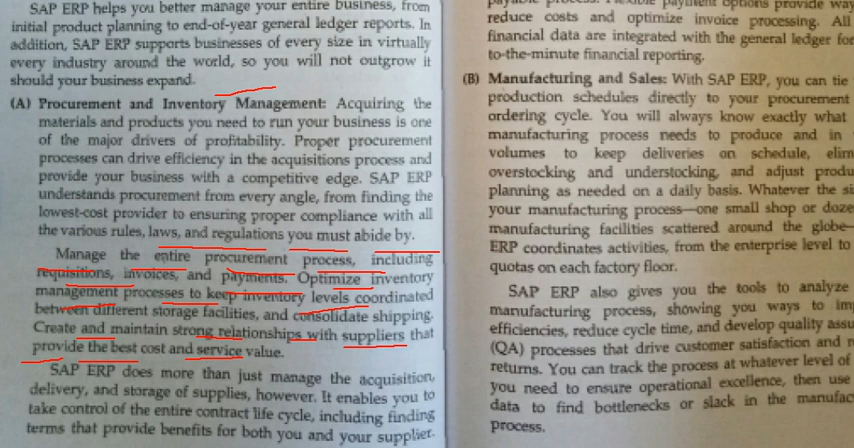 SAP ERP helps you better manage your entire business, from
initial product planning to end-of-year general ledger reports. In
addition, SAP ERP supports businesses of every size in virtually
every industry around the world, so you will not outgrow it
should your business expand.
(A) Procurement and Inventory Management: Acquiring the
materials and products you need to run your business is one
of the major drivers of profitability. Proper procurement
processes can drive efficiency in the acquisitions process and
provide your business with a competitive edge. SAP ERP
understands procurement from every angle, from finding the
lowest-cost provider to ensuring proper compliance with all
the various rules, laws, and regulations you must abide by.
Manage the entire procurement process, including
requisitions, invoices, and payments. Optimize inventory
management processes to keep inventory levels coordinated
between different storage facilities, and consolidate shipping.
Create and maintain strong relationships with suppliers that
provide the best cost and service value.
SAP ERP does more than just manage the acquisition,
delivery, and storage of supplies, however. It enables you to
take control of the entire contract life cycle, including finding
terms that provide benefits for both you and your supplier.
payment options provide
reduce costs and optimize invoice processing. All
financial data are integrated with the general ledger for
to-the-minute financial reporting.
(B) Manufacturing and Sales: With SAP ERP, you can tie
production schedules directly to your procurement
ordering cycle. You will always know exactly what
manufacturing process needs to produce and in
volumes to keep deliveries on schedule,
overstocking and understocking, and adjust
planning as needed on a daily basis. Whatever the
your manufacturing process—one small shop or
manufacturing facilities scattered around the globe—
ERP coordinates activities, from the enterprise level to
quotas on each factory floor.
SAP ERP also gives you the tools to analyze
manufacturing process, showing you ways to
efficiencies, reduce cycle time, and develop quality
(QA) processes that drive customer satisfaction and
returns. You can track the process at whatever level of
you need to ensure operational excellence, then use
data to find bottlenecks or slack in the
process.